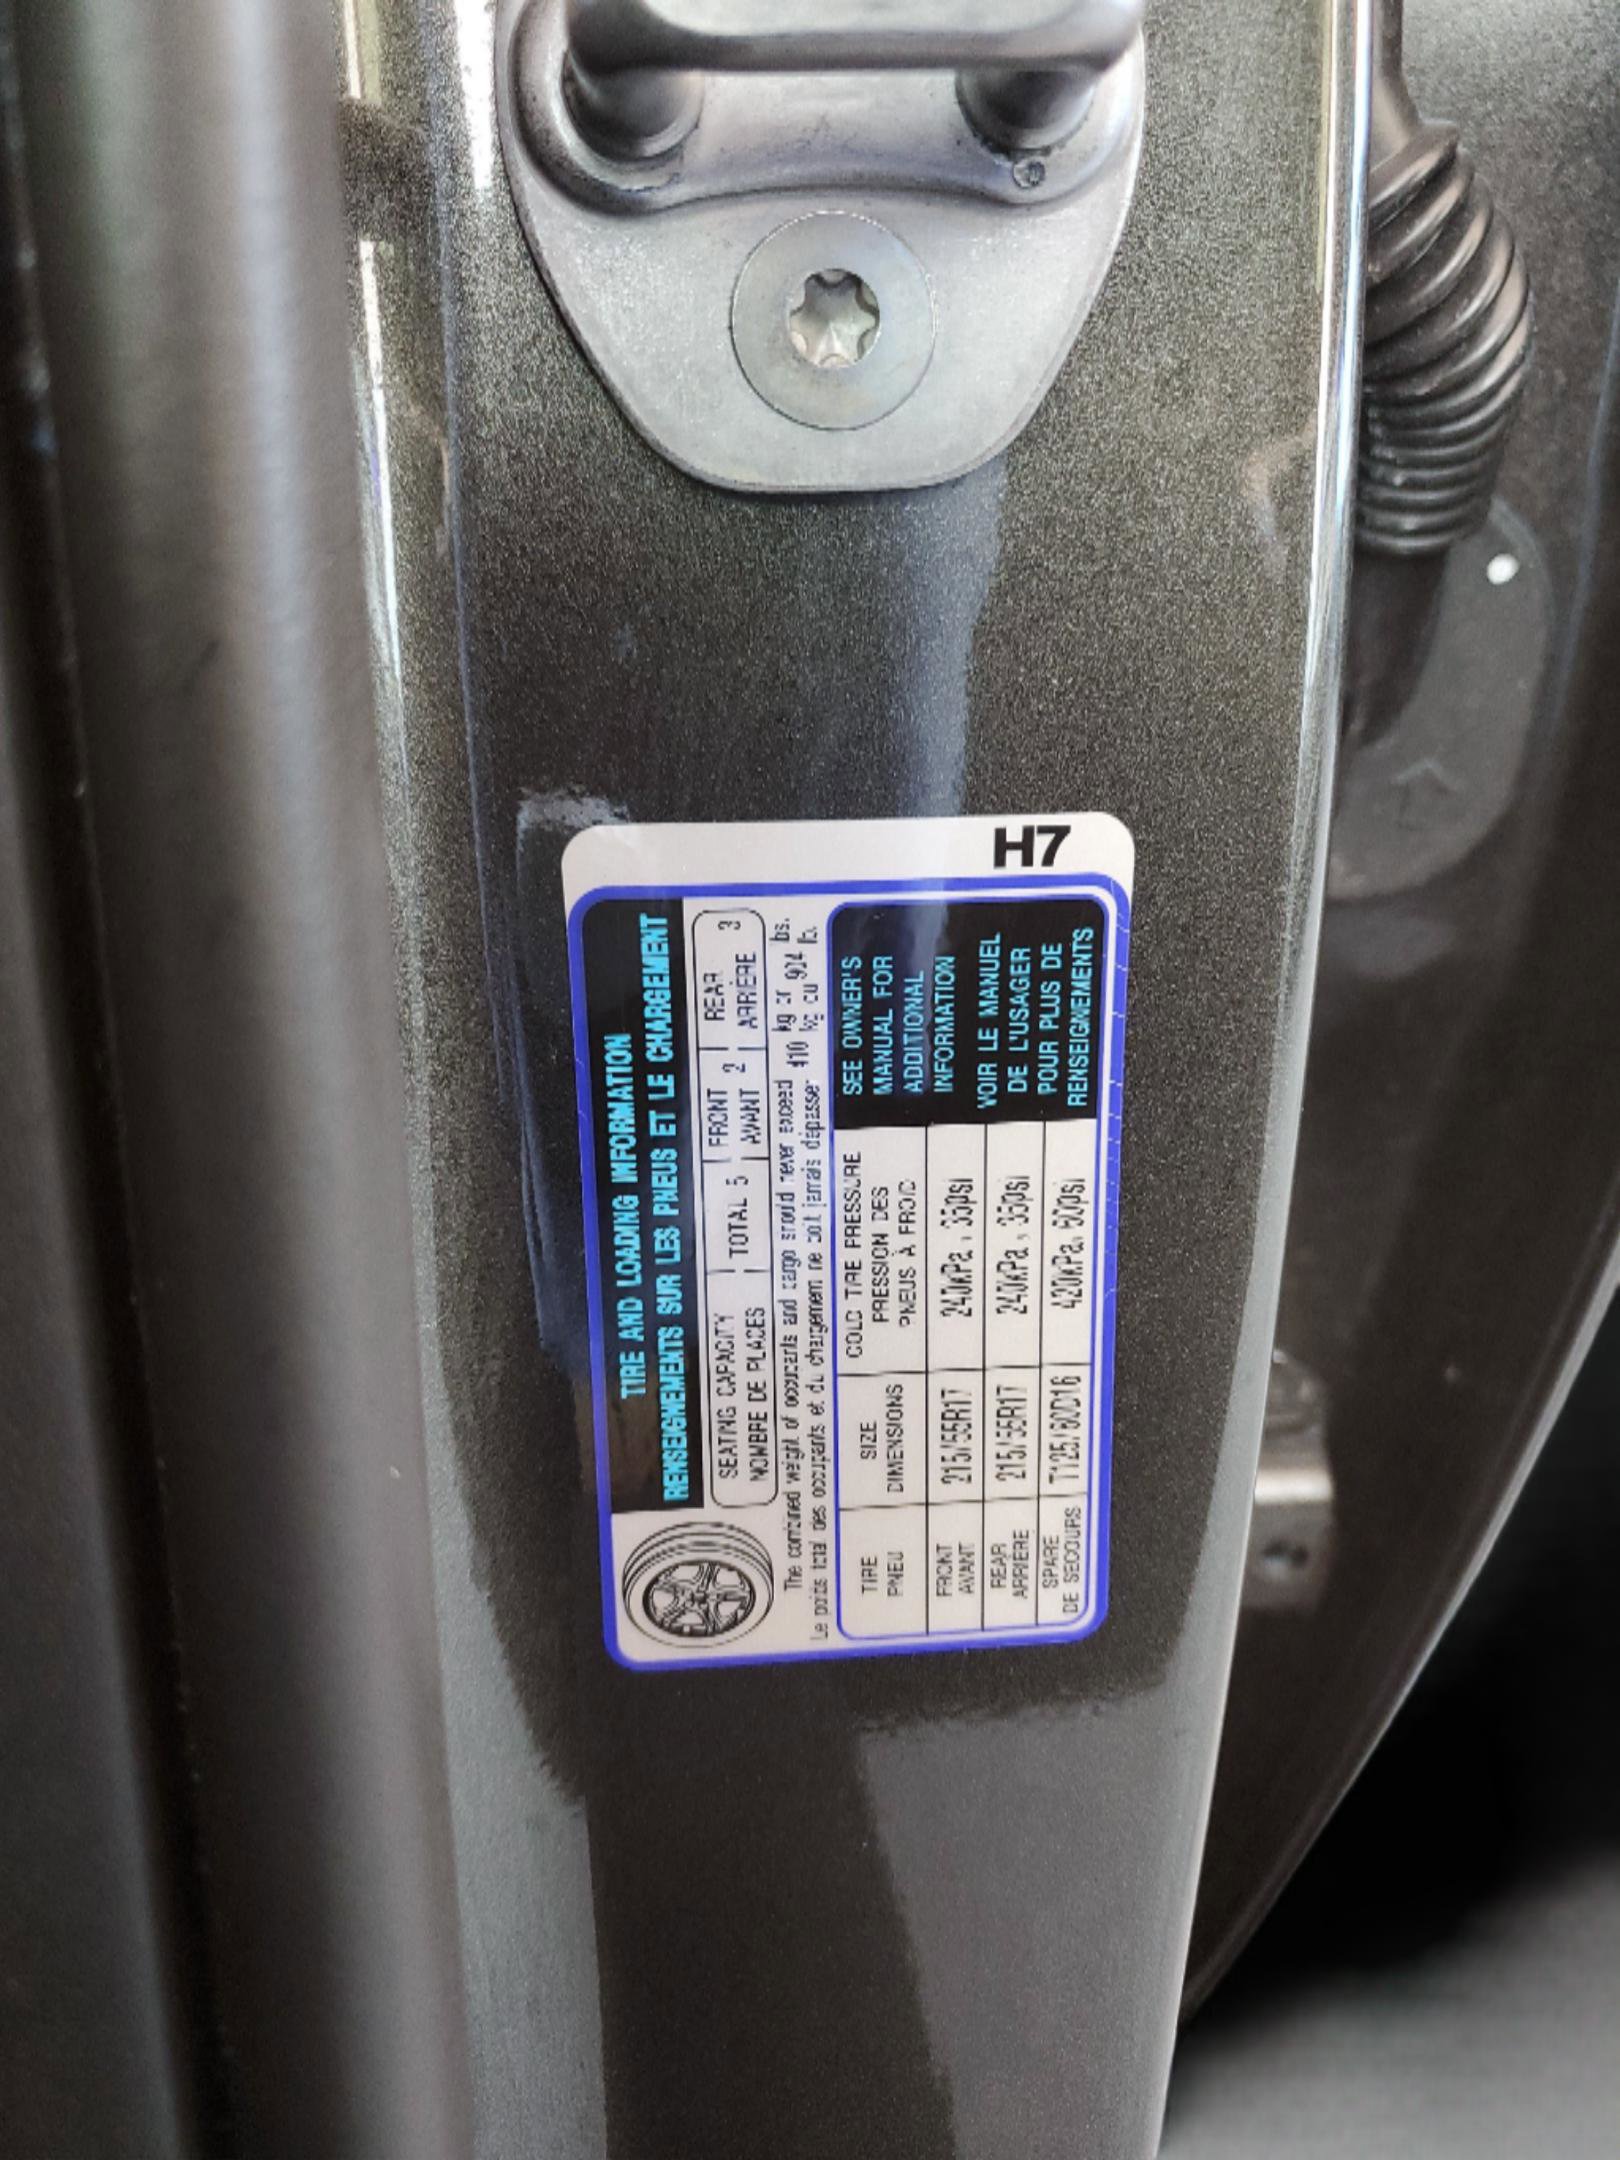 H7
TIRE AND LOADING INFORMATION
RENSEIGNEMENTS SUR LES PNEUS ET LE CHARGEMENT
SEATING CAPACITY TOTAL 5 FRONT 2 REAR 3
NOMBRE DE PLACES AVANT ARRIÈRE
The combined weight of occupants and cargo should never exceed 410 kg or 904 lbs.
Le poids total des occupants et du chargement ne doit jamais dépasser 410 kg ou 904 lb.
TIRE SIZE COLD TIRE PRESSURE
PNEU DIMENSIONS PRESSION DES
PNEUS À FROID
FRONT 215/55R17 240kPa, 35psi
AVANT
REAR 215/55R17 240kPa, 35psi
ARRIÈRE
SPARE T125/80D16 420kPa, 60psi
DE SECOURS
SEE OWNER'S
MANUAL FOR
ADDITIONAL
INFORMATION
VOIR LE MANUEL
DE L'USAGER
POUR PLUS DE
RENSEIGNEMENTS